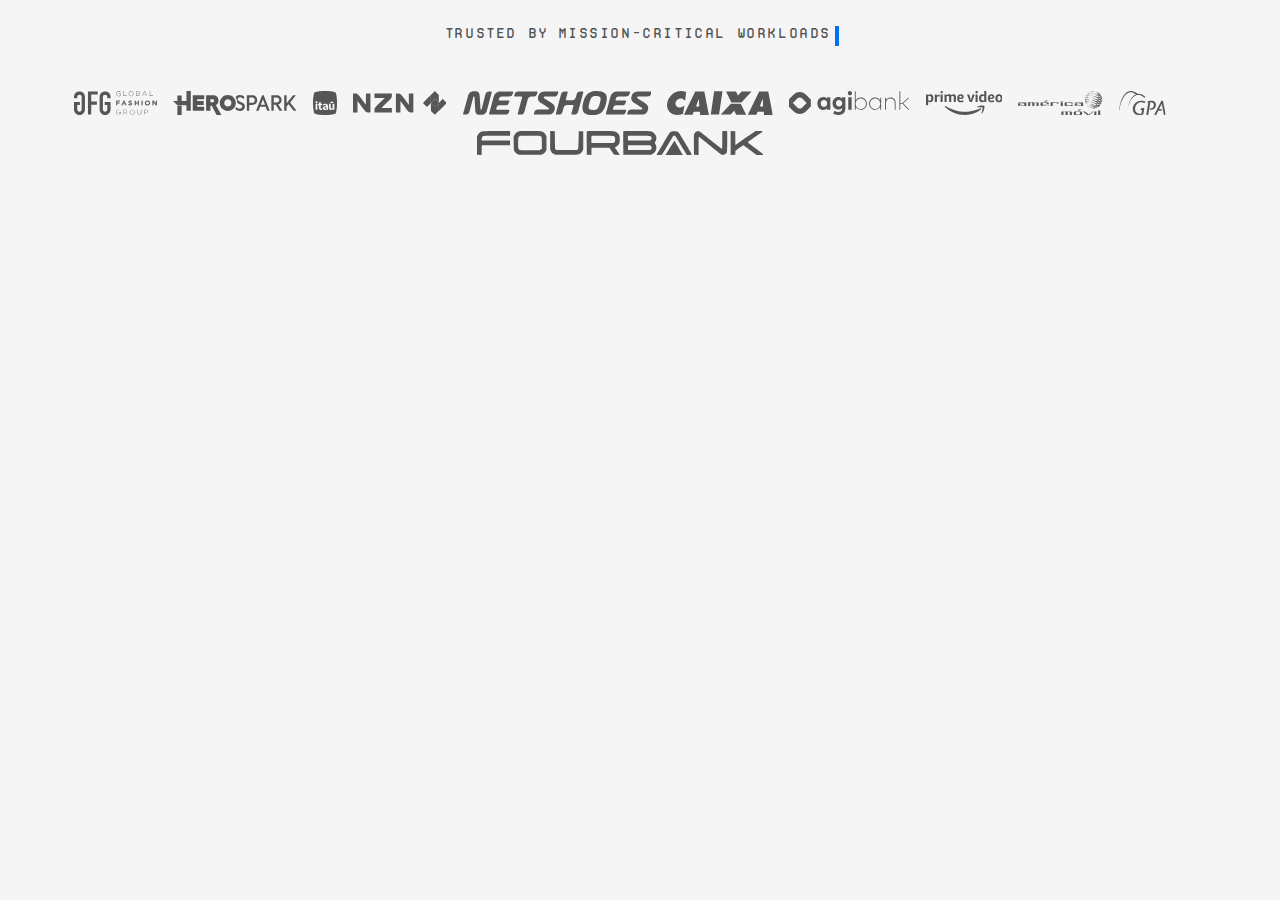 TRUSTED BY MISSION-CRITICAL WORKLOADS
GFG GLOBAL FASHION GROUP HEROSPARK itaú NZN NETSHOES CAIXA agibank prime video américa móvil GPA
FOURBANK